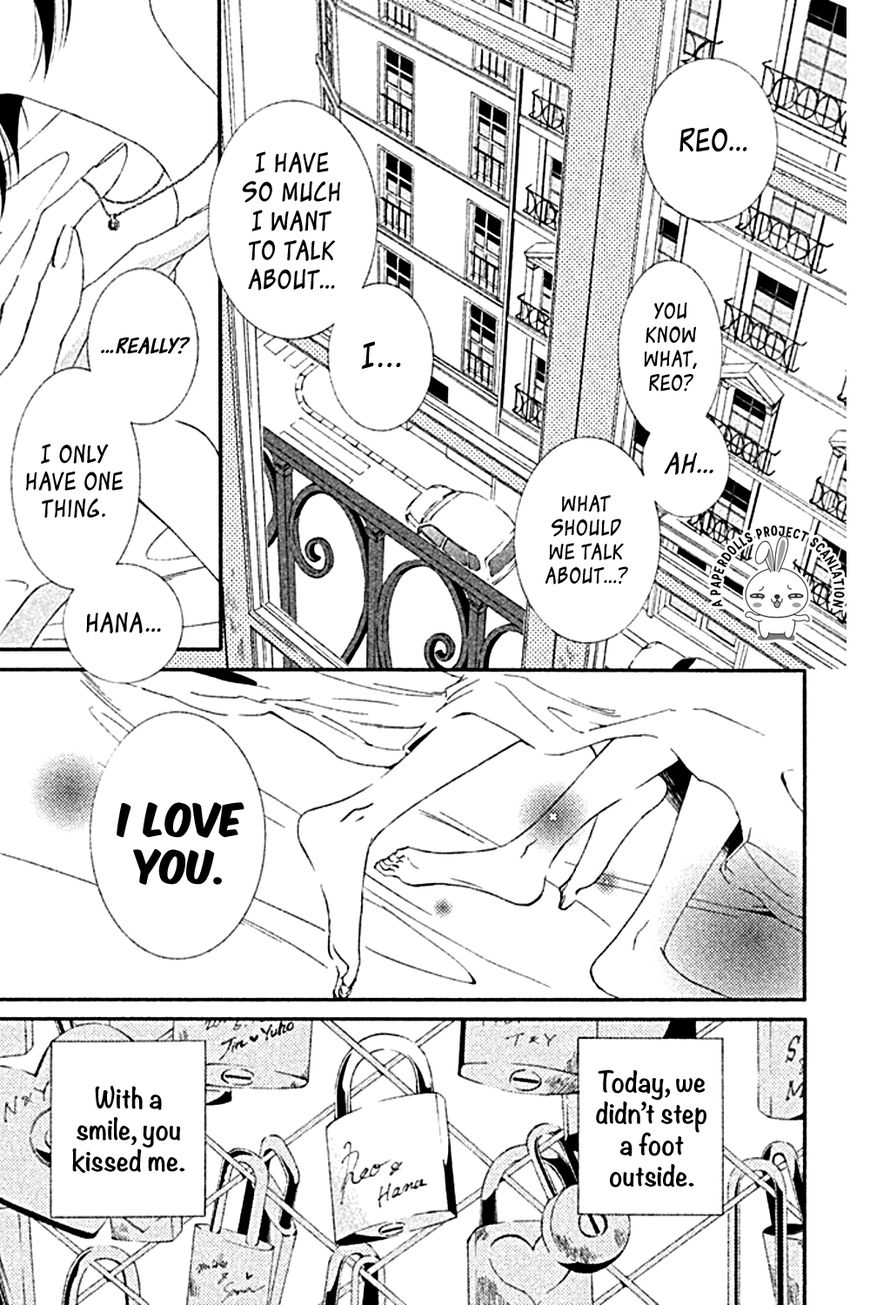 REO...
YOU
KNOW
WHAT,
REO?
AH...
WHAT
SHOULD
WE TALK
ABOUT...?
I HAVE
SO MUCH
I WANT
TO TALK
ABOUT...
I...
...REALLY?
I ONLY
HAVE ONE
THING.
HANA...
A PAPERDOLLS PROJECT SCANLATION
I LOVE
YOU.
Today, we
didn't step
a foot
outside.
With a
smile, you
kissed me.
Jin ♥ Yuho
T & Y
S
M
N & Y
Reo &
Hana